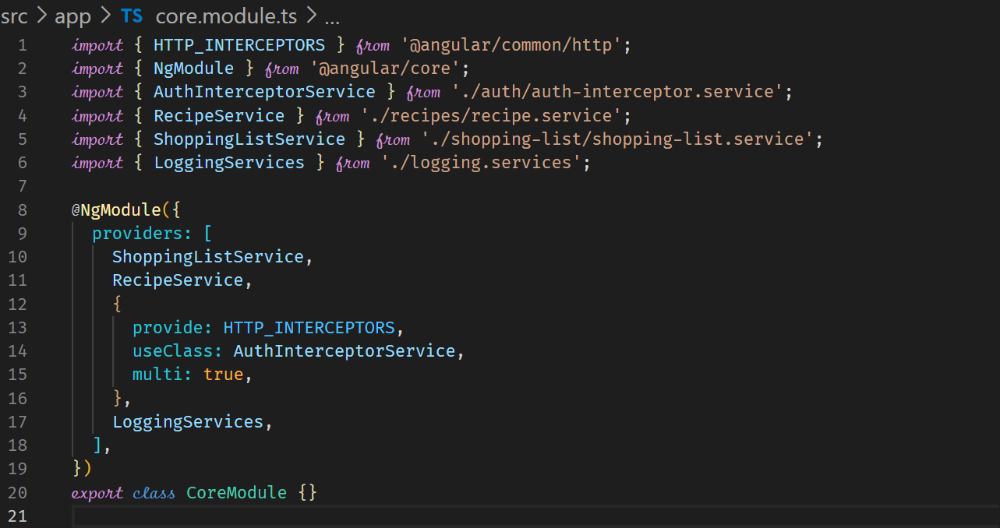 src > app > TS core.module.ts > ...
1 import { HTTP_INTERCEPTORS } from '@angular/common/http';
2 import { NgModule } from '@angular/core';
3 import { AuthInterceptorService } from './auth/auth-interceptor.service';
4 import { RecipeService } from './recipes/recipe.service';
5 import { ShoppingListService } from './shopping-list/shopping-list.service';
6 import { LoggingServices } from './logging.services';
7
8 @NgModule({
9   providers: [
10     ShoppingListService,
11     RecipeService,
12     {
13       provide: HTTP_INTERCEPTORS,
14       useClass: AuthInterceptorService,
15       multi: true,
16     },
17     LoggingServices,
18   ],
19 })
20 export class CoreModule {}
21